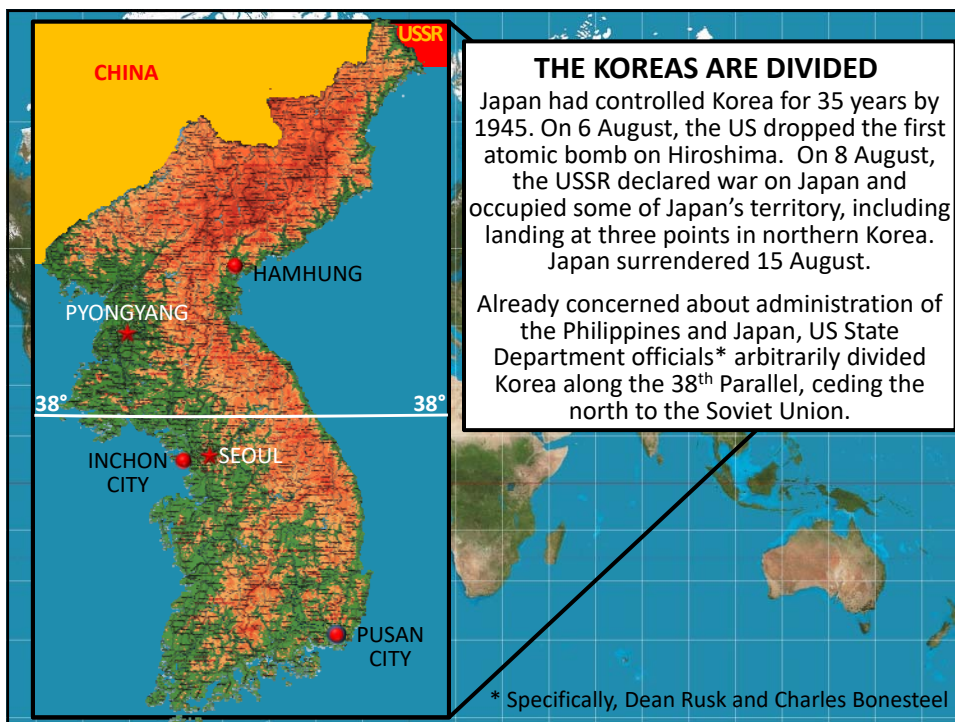 USSR
CHINA
HAMHUNG
PYONGYANG
38° 38°
INCHON
CITY
SEOUL
PUSAN
CITY
THE KOREAS ARE DIVIDED
Japan had controlled Korea for 35 years by
1945. On 6 August, the US dropped the first
atomic bomb on Hiroshima.  On 8 August,
the USSR declared war on Japan and
occupied some of Japan’s territory, including
landing at three points in northern Korea.
Japan surrendered 15 August.
Already concerned about administration of
the Philippines and Japan, US State
Department officials* arbitrarily divided
Korea along the 38th Parallel, ceding the
north to the Soviet Union.
* Specifically, Dean Rusk and Charles Bonesteel